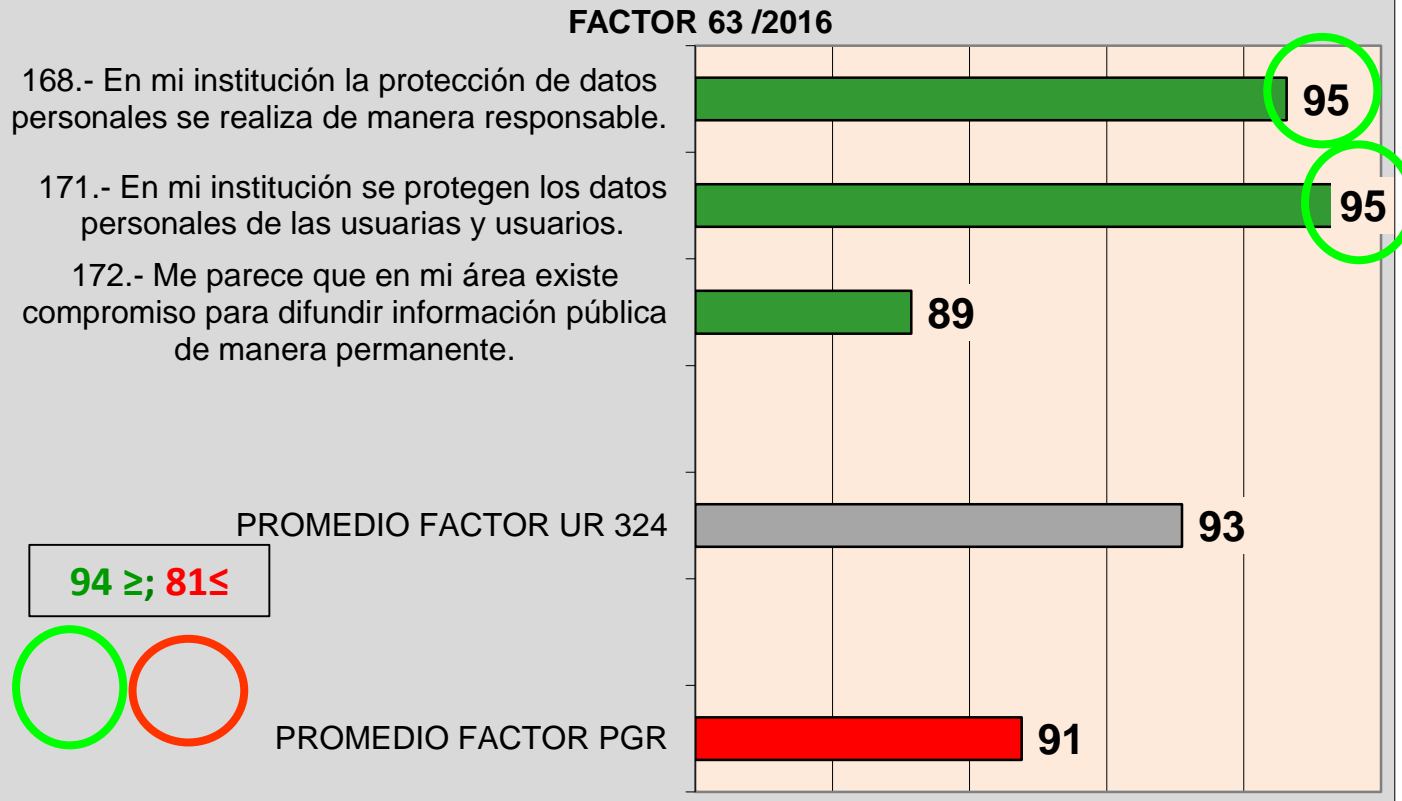 FACTOR 63 /2016
168.- En mi institución la protección de datos
personales se realiza de manera responsable.
95
171.- En mi institución se protegen los datos
personales de las usuarias y usuarios.
95
172.- Me parece que en mi área existe
compromiso para difundir información pública
de manera permanente.
89
PROMEDIO FACTOR UR 324
93
94 ≥; 81≤
PROMEDIO FACTOR PGR
91